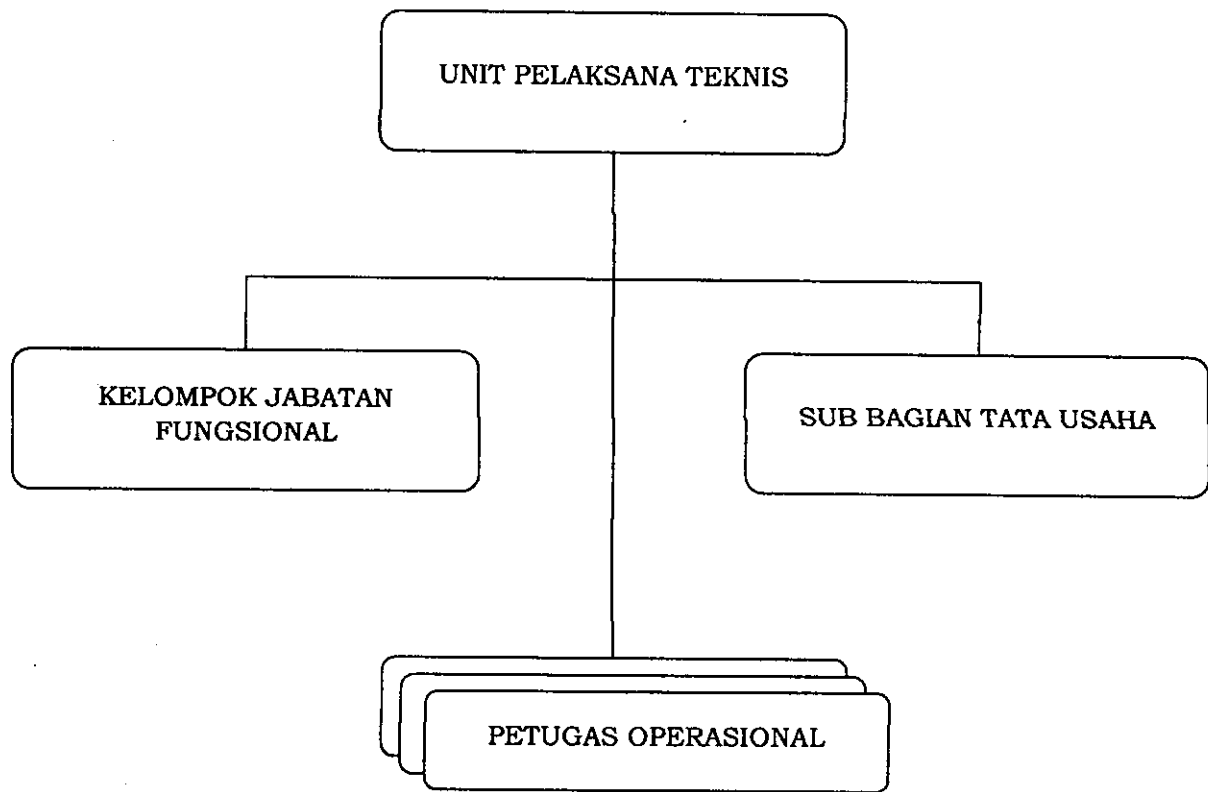 UNIT PELAKSANA TEKNIS
KELOMPOK JABATAN
FUNGSIONAL
SUB BAGIAN TATA USAHA
PETUGAS OPERASIONAL